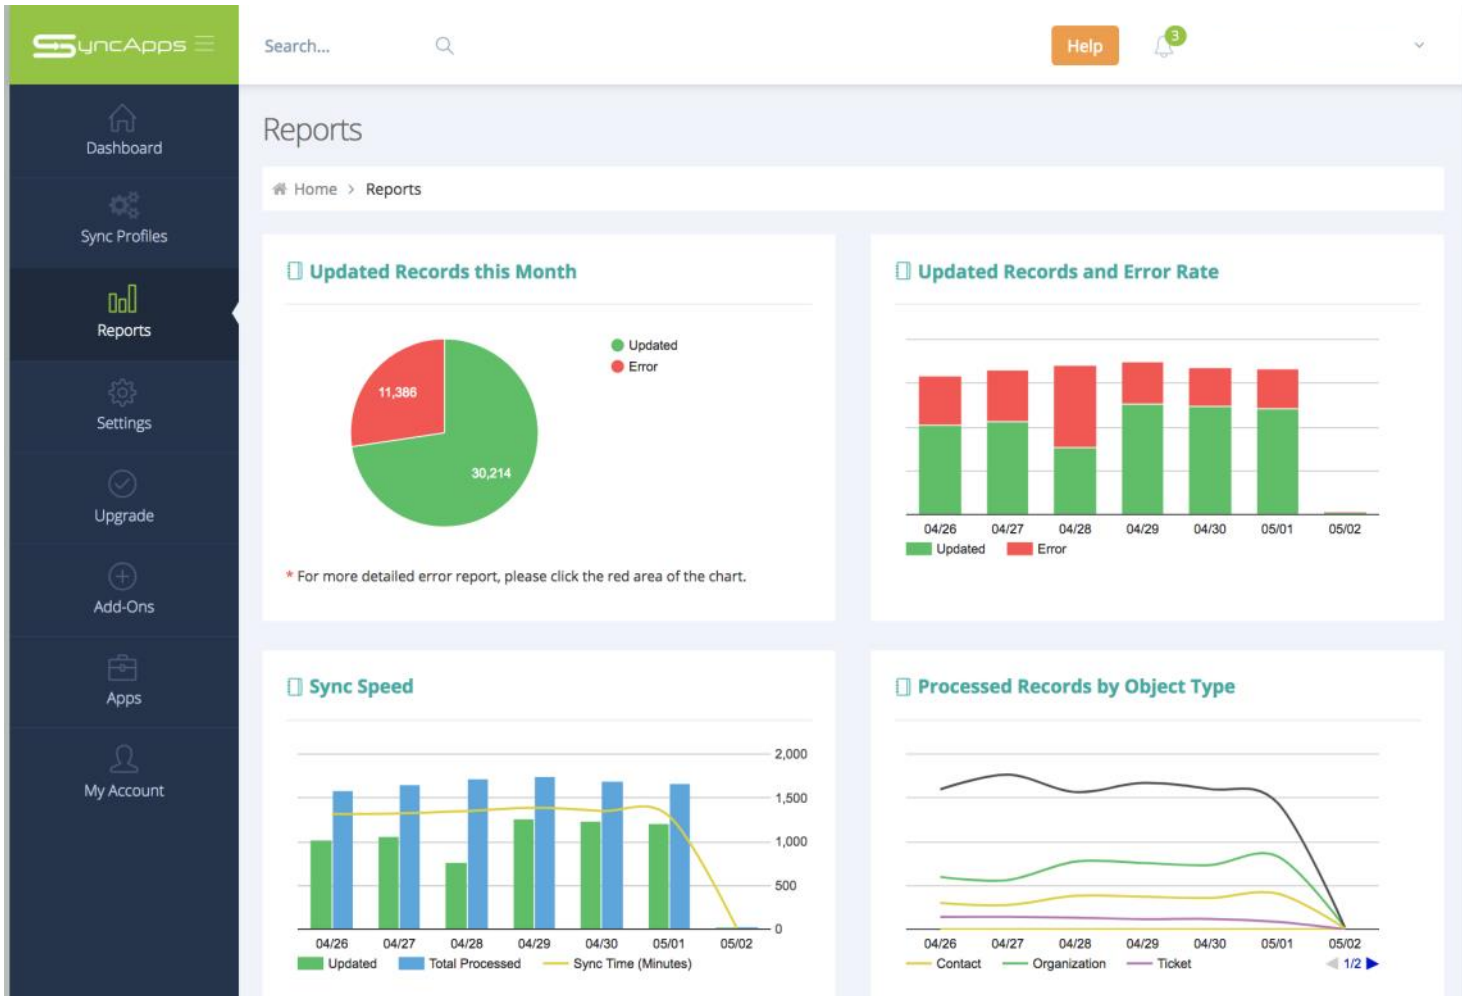 SyncApps
Search...
Help
3
Dashboard
Sync Profiles
Reports
Settings
Upgrade
Add-Ons
Apps
My Account
Reports
Home > Reports
Updated Records this Month
Updated
Error
11,386
30,214
* For more detailed error report, please click the red area of the chart.
Updated Records and Error Rate
04/26 04/27 04/28 04/29 04/30 05/01 05/02
Updated Error
Sync Speed
2,000
1,500
1,000
500
0
04/26 04/27 04/28 04/29 04/30 05/01 05/02
Updated Total Processed Sync Time (Minutes)
Processed Records by Object Type
04/26 04/27 04/28 04/29 04/30 05/01 05/02
Contact Organization Ticket 1/2